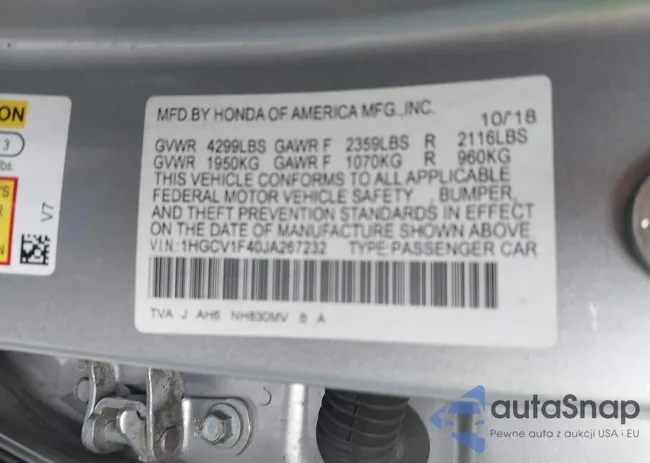 ON
3
lbs.
'S
R
N
V7
MFD.BY HONDA OF AMERICA MFG.,INC. 10/18
GVWR 4299LBS GAWR F 2359LBS R 2116LBS
GVWR 1950KG GAWR F 1070KG R 960KG
THIS VEHICLE CONFORMS TO ALL APPLICABLE
FEDERAL MOTOR VEHICLE SAFETY , BUMPER,
AND THEFT PREVENTION STANDARDS IN EFFECT
ON THE DATE OF MANUFACTURE SHOWN ABOVE.
V.I.N.:1HGCV1F40JA267232 TYPE:PASSENGER CAR
TVA J AH6 NH830MV B A
autaSnap
Pewne auta z aukcji USA i EU